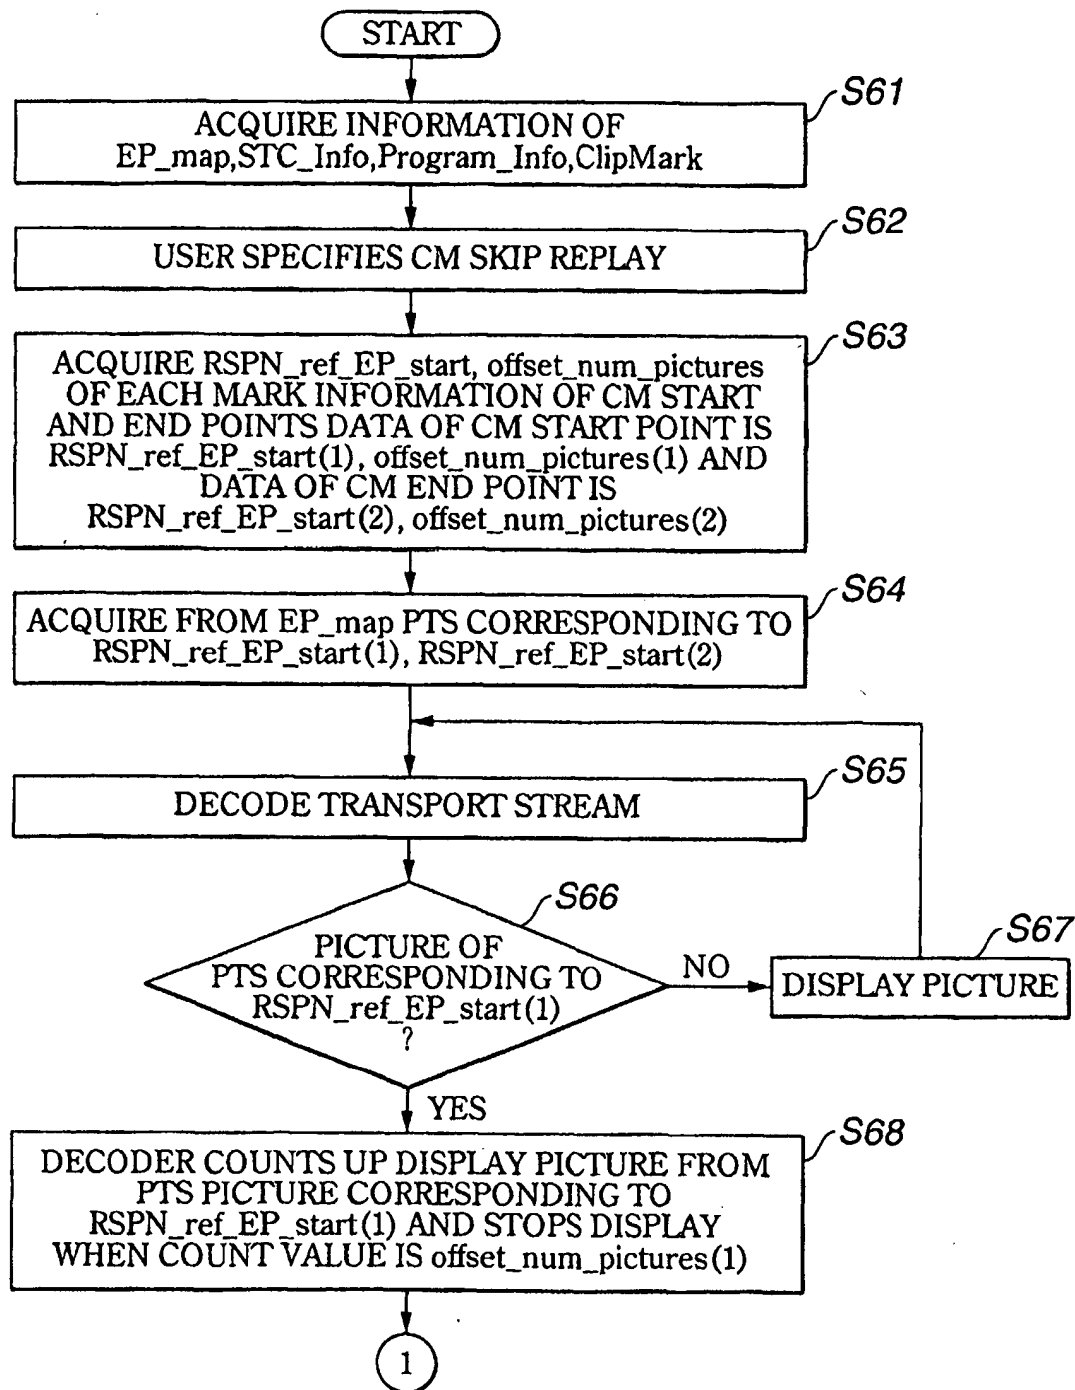 START
S61
ACQUIRE INFORMATION OF
EP_map,STC_Info,Program_Info,ClipMark
S62
USER SPECIFIES CM SKIP REPLAY
S63
ACQUIRE RSPN_ref_EP_start, offset_num_pictures
OF EACH MARK INFORMATION OF CM START
AND END POINTS DATA OF CM START POINT IS
RSPN_ref_EP_start(1), offset_num_pictures(1) AND
DATA OF CM END POINT IS
RSPN_ref_EP_start(2), offset_num_pictures(2)
S64
ACQUIRE FROM EP_map PTS CORRESPONDING TO
RSPN_ref_EP_start(1), RSPN_ref_EP_start(2)
S65
DECODE TRANSPORT STREAM
S66
PICTURE OF
PTS CORRESPONDING TO
RSPN_ref_EP_start(1)
?
NO
S67
DISPLAY PICTURE
YES
S68
DECODER COUNTS UP DISPLAY PICTURE FROM
PTS PICTURE CORRESPONDING TO
RSPN_ref_EP_start(1) AND STOPS DISPLAY
WHEN COUNT VALUE IS offset_num_pictures(1)
1